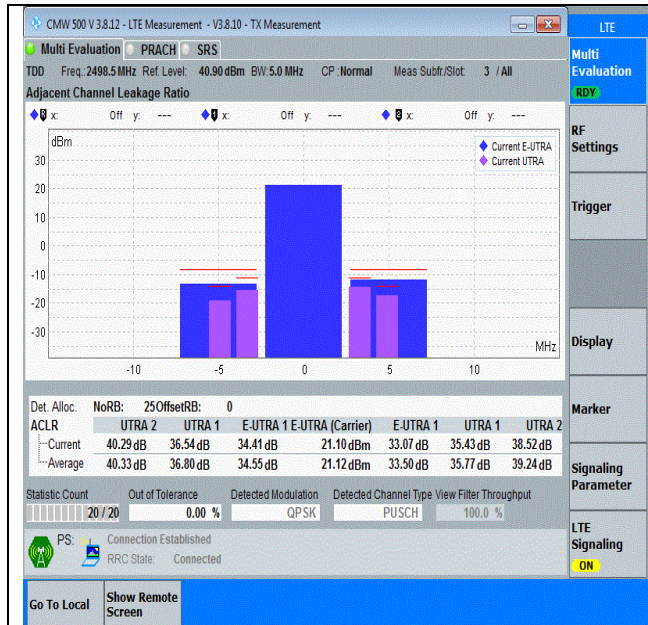 CMW 500 V 3.8.12 - LTE Measurement - V3.8.10 - TX Measurement
LTE
Multi Evaluation PRACH SRS
Multi Evaluation
RDY
TDD Freq.:2498.5 MHz Ref. Level: 40.90 dBm BW:5.0 MHz CP :Normal Meas Subfr./Slot: 3 / All
Adjacent Channel Leakage Ratio
x: Off y: --- x: Off y: --- x: Off y: ---
dBm
Current E-UTRA
Current UTRA
30
20
10
0
-10
-20
-30
MHz
-10 -5 0 5 10
RF
Settings
Trigger
Display
Marker
Signaling
Parameter
LTE
Signaling
ON
Det. Alloc. NoRB: 25OffsetRB: 0
ACLR UTRA 2 UTRA 1 E-UTRA 1 E-UTRA (Carrier) E-UTRA 1 UTRA 1 UTRA 2
Current 40.29 dB 36.54 dB 34.41 dB 21.10 dBm 33.07 dB 35.43 dB 38.52 dB
Average 40.33 dB 36.80 dB 34.55 dB 21.12 dBm 33.50 dB 35.77 dB 39.24 dB
Statistic Count Out of Tolerance Detected Modulation Detected Channel Type View Filter Throughput
20 / 20 0.00 % QPSK PUSCH 100.0 %
PS: Connection Established
RRC State: Connected
Go To Local
Show Remote
Screen